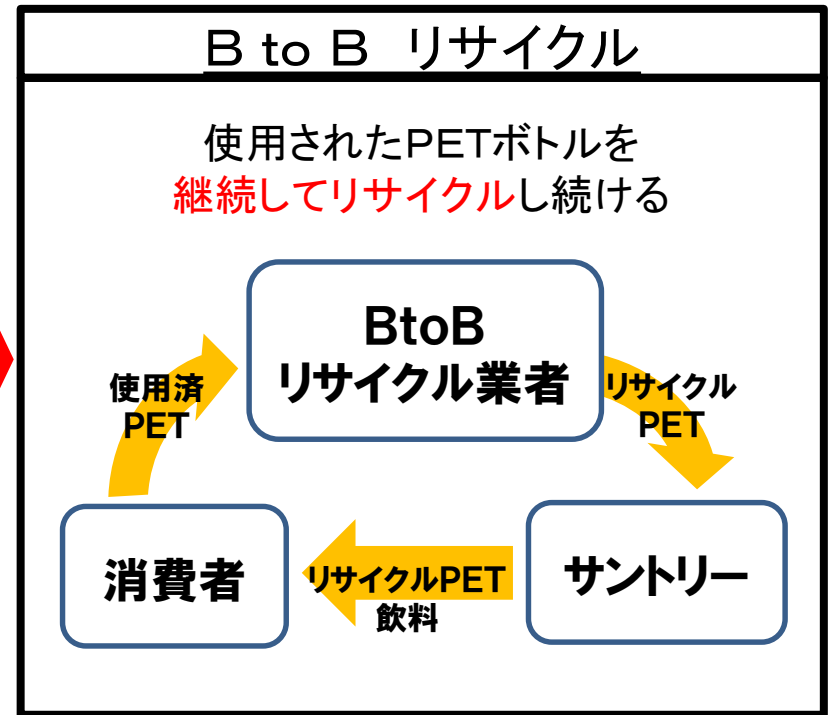 B to B リサイクル
使用されたPETボトルを
継続してリサイクルし続ける
BtoB
リサイクル業者
使用済
PET
リサイクル
PET
消費者
リサイクルPET
飲料
サントリー